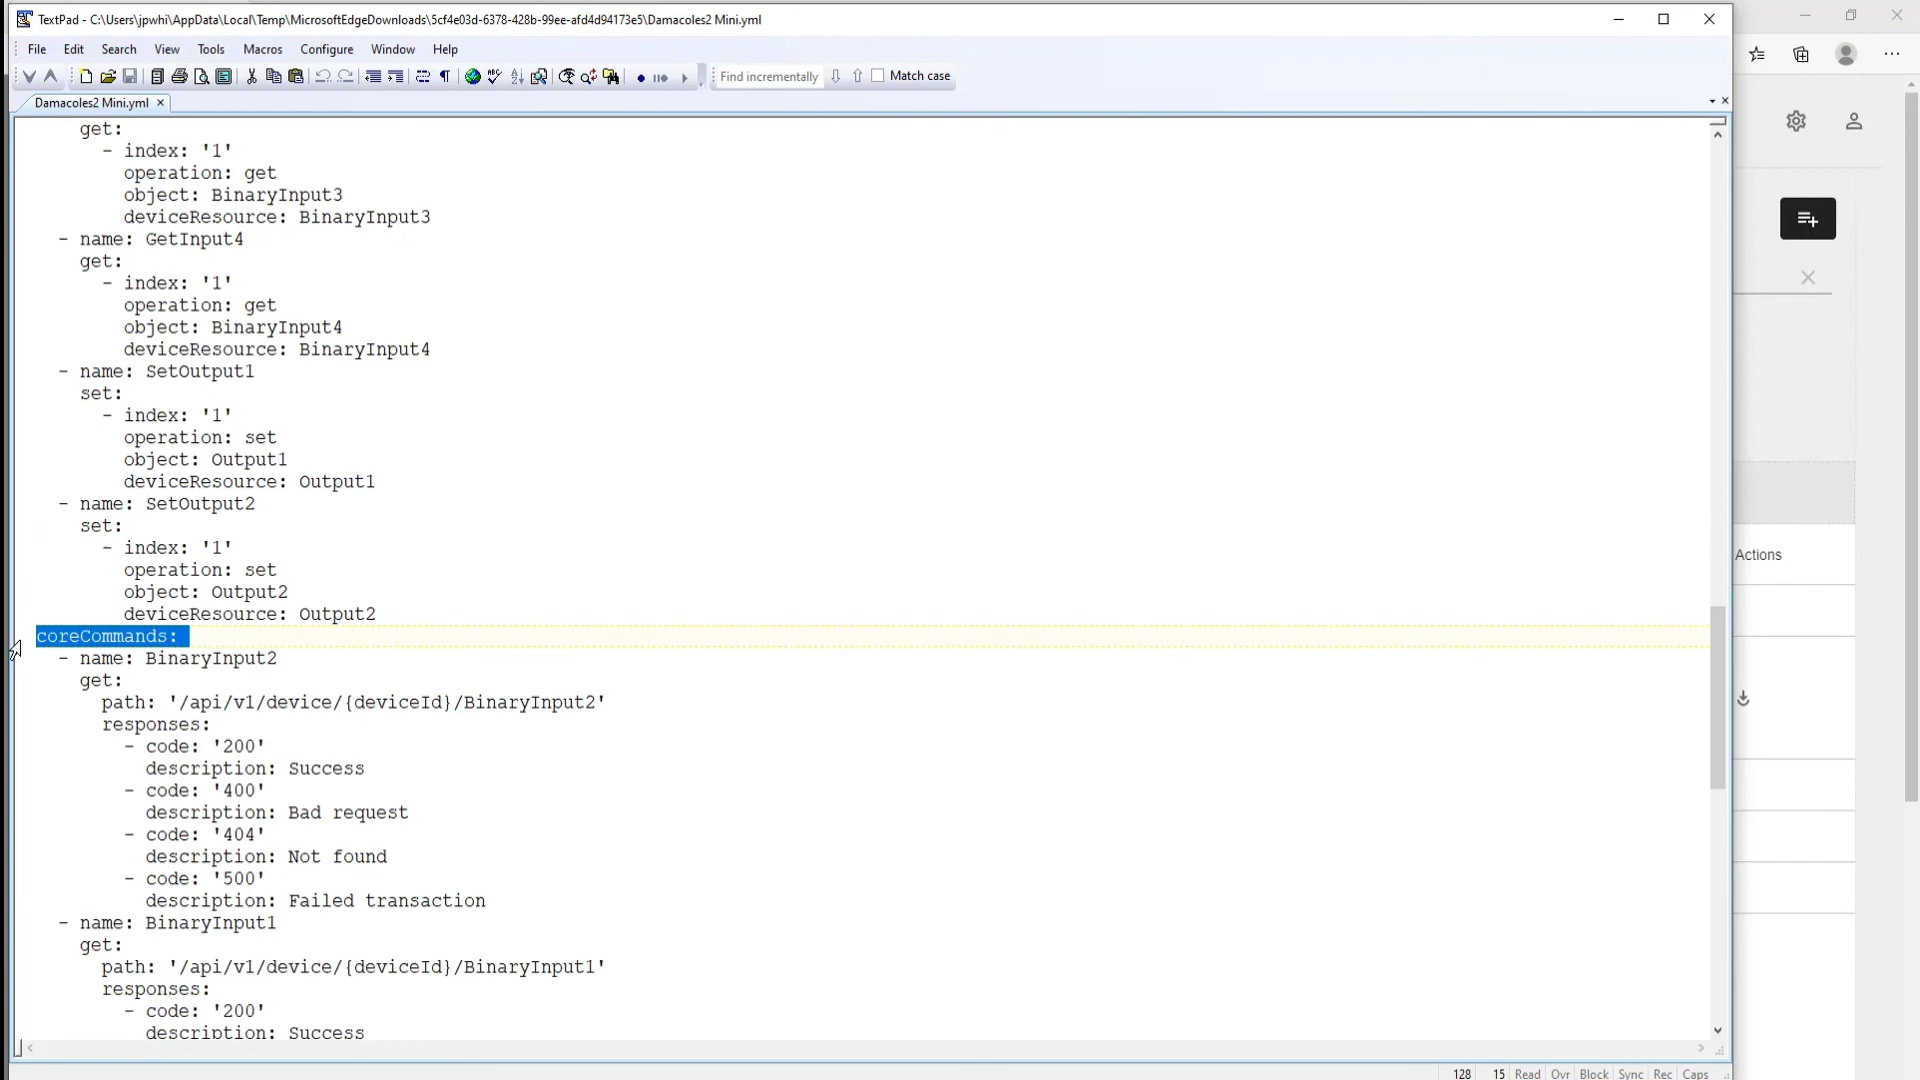 TextPad - C:\Users\jpwhi\AppData\Local\Temp\MicrosoftEdgeDownloads\5cf4e03d-6378-428b-99ee-afd4d94173e5\Damacoles2 Mini.yml
File Edit Search View Tools Macros Configure Window Help
Find incrementally Match case
Damacoles2 Mini.yml
get:
- index: '1'
operation: get
object: BinaryInput3
deviceResource: BinaryInput3
- name: GetInput4
get:
- index: '1'
operation: get
object: BinaryInput4
deviceResource: BinaryInput4
- name: SetOutput1
set:
- index: '1'
operation: set
object: Output1
deviceResource: Output1
- name: SetOutput2
set:
- index: '1'
operation: set
object: Output2
deviceResource: Output2
coreCommands:
- name: BinaryInput2
get:
path: '/api/v1/device/{deviceId}/BinaryInput2'
responses:
- code: '200'
description: Success
- code: '400'
description: Bad request
- code: '404'
description: Not found
- code: '500'
description: Failed transaction
- name: BinaryInput1
get:
path: '/api/v1/device/{deviceId}/BinaryInput1'
responses:
- code: '200'
description: Success
Actions
128 15 Read Ovr Block Sync Rec Caps